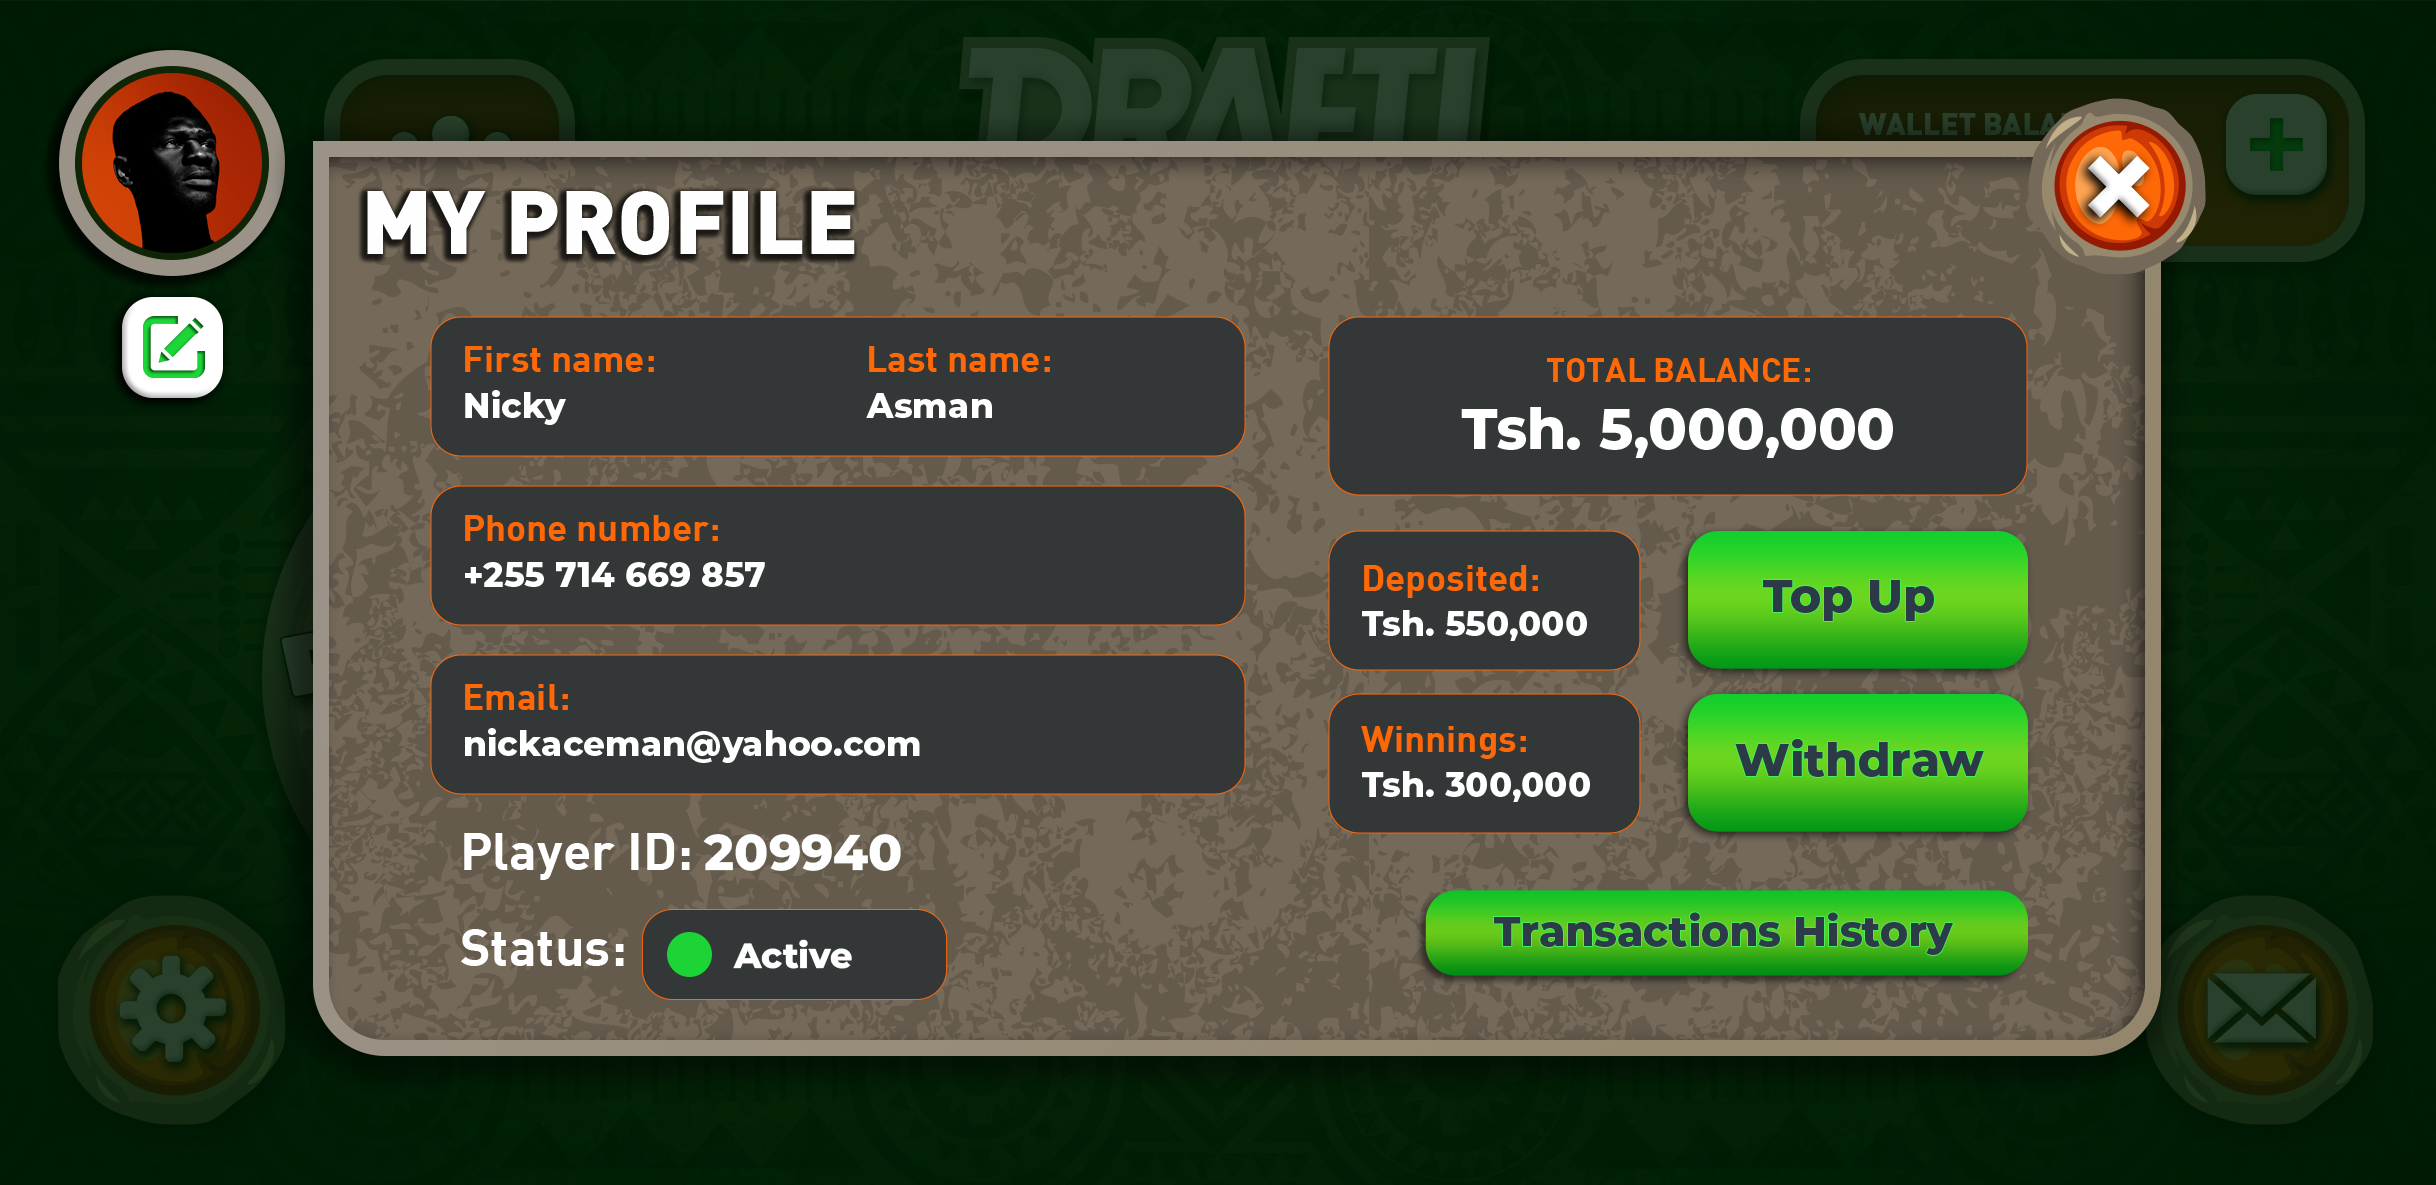 DRAFTI
WALLET BALA
MY PROFILE
First name:
Nicky
Last name:
Asman
Phone number:
+255 714 669 857
Email:
nickaceman@yahoo.com
Player ID: 209940
Status:
Active
TOTAL BALANCE:
Tsh. 5,000,000
Deposited:
Tsh. 550,000
Top Up
Winnings:
Tsh. 300,000
Withdraw
Transactions History